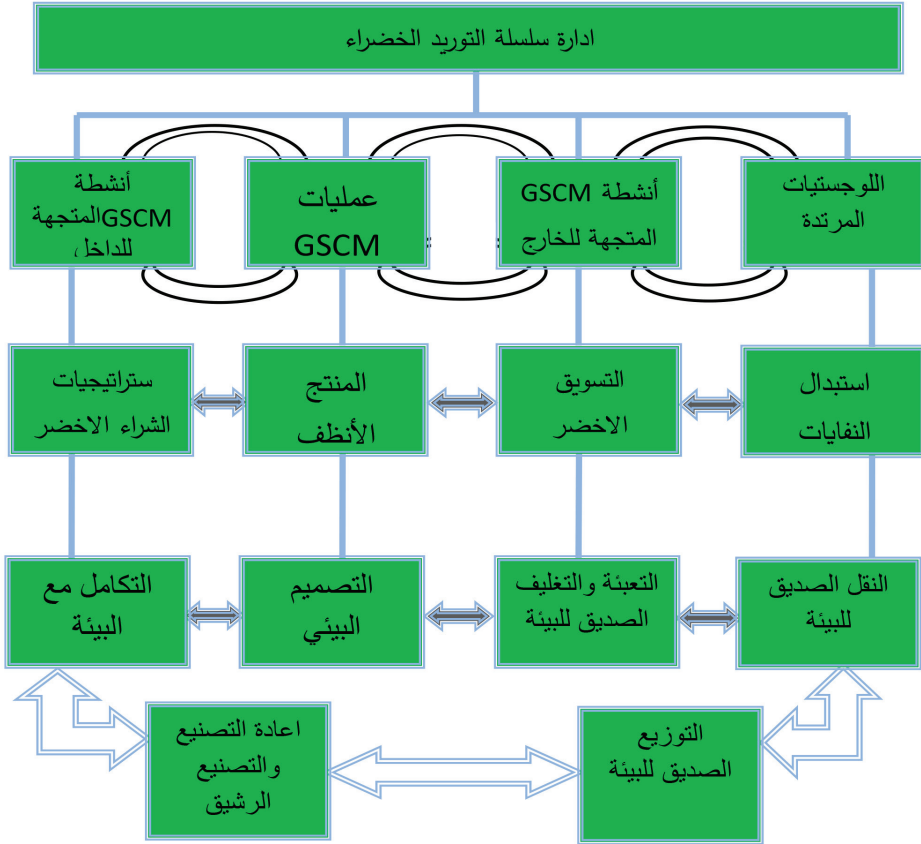 ادارة سلسلة التوريد الخضراء
اللوجستيات
المرتدة
أنشطة GSCM
المتجهة للخارج
عمليات
GSCM
أنشطة
GSCMالمتجهة
للداخل
استبدال
النفايات
التسويق
الاخضر
المنتج
الأنظف
ستراتيجيات
الشراء الاخضر
النقل الصديق
للبيئة
التعبئة والتغليف
الصديق للبيئة
التصميم
البيئي
التكامل مع
البيئة
التوزيع
الصديق للبيئة
اعادة التصنيع
والتصنيع
الرشيق